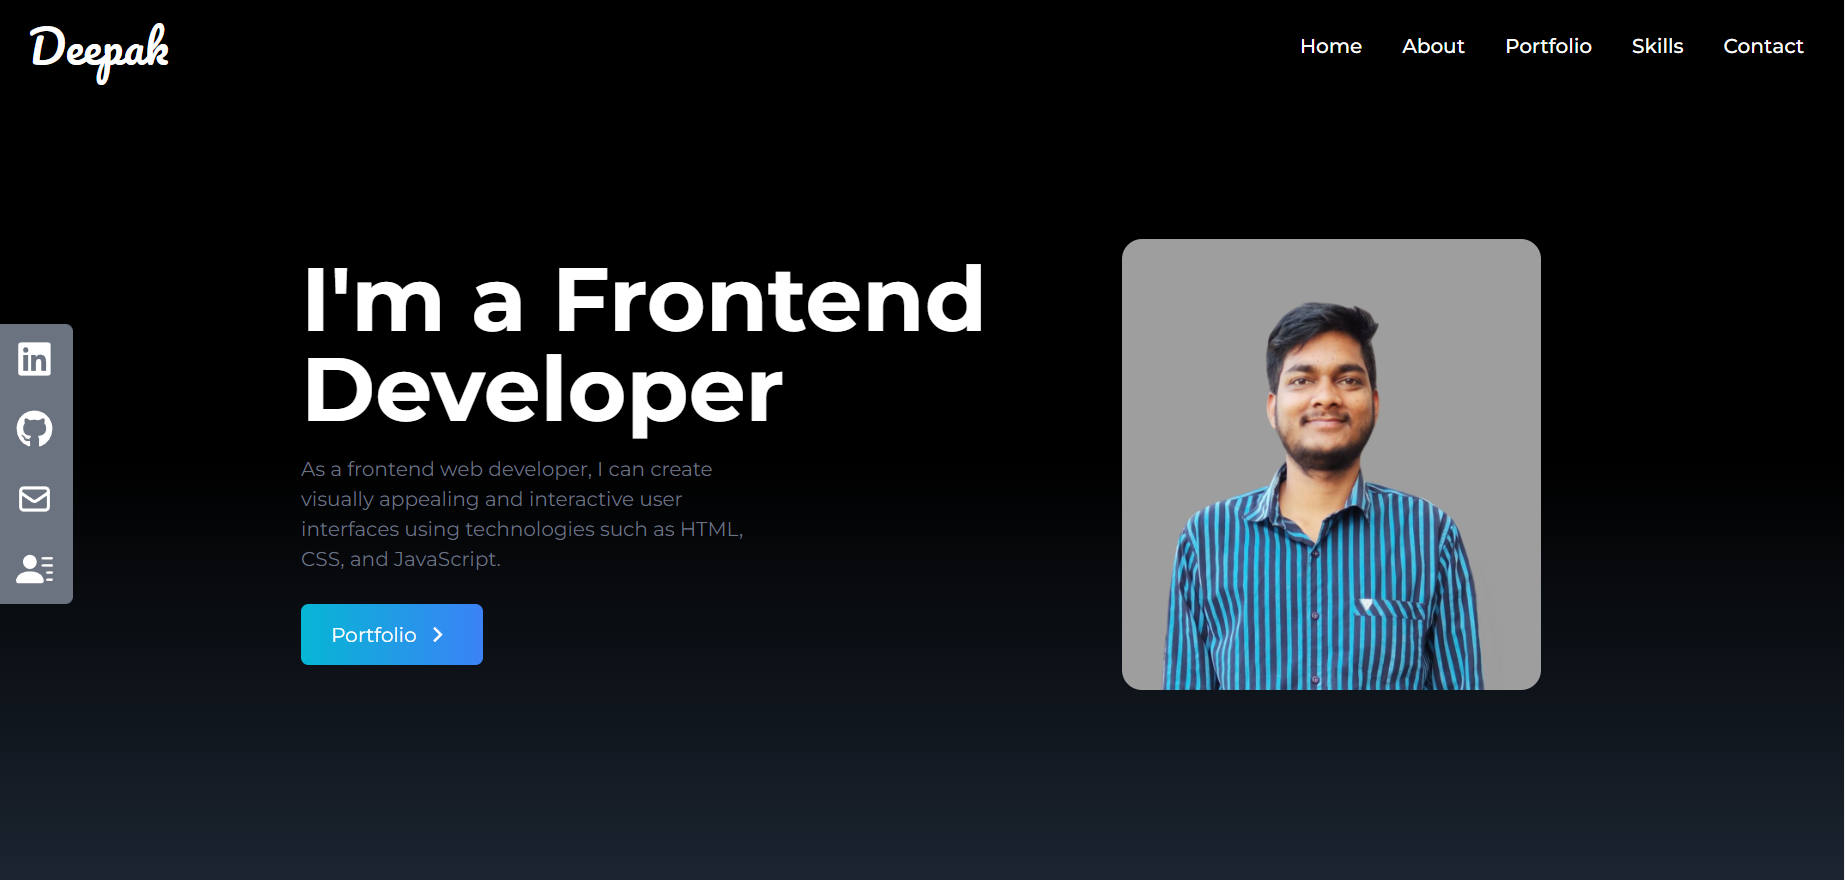 Deepak
Home About Portfolio Skills Contact
I'm a Frontend
Developer
As a frontend web developer, I can create
visually appealing and interactive user
interfaces using technologies such as HTML,
CSS, and JavaScript.
Portfolio
in